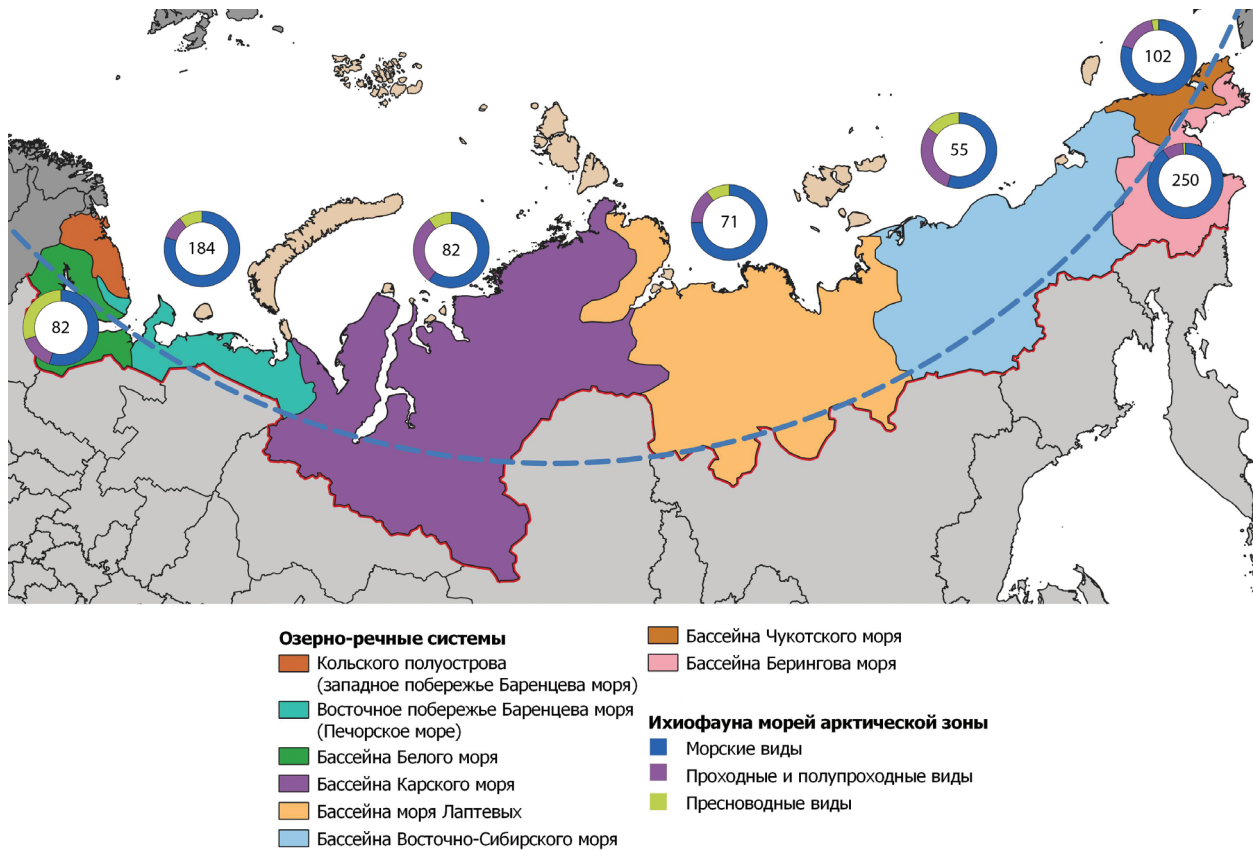 102
55
250
184
82
71
82
Озерно-речные системы
Кольского полуострова
(западное побережье Баренцева моря)
Восточное побережье Баренцева моря
(Печорское море)
Бассейна Белого моря
Бассейна Карского моря
Бассейна моря Лаптевых
Бассейна Восточно-Сибирского моря
Бассейна Чукотского моря
Бассейна Берингова моря
Ихиофауна морей арктической зоны
Морские виды
Проходные и полупроходные виды
Пресноводные виды